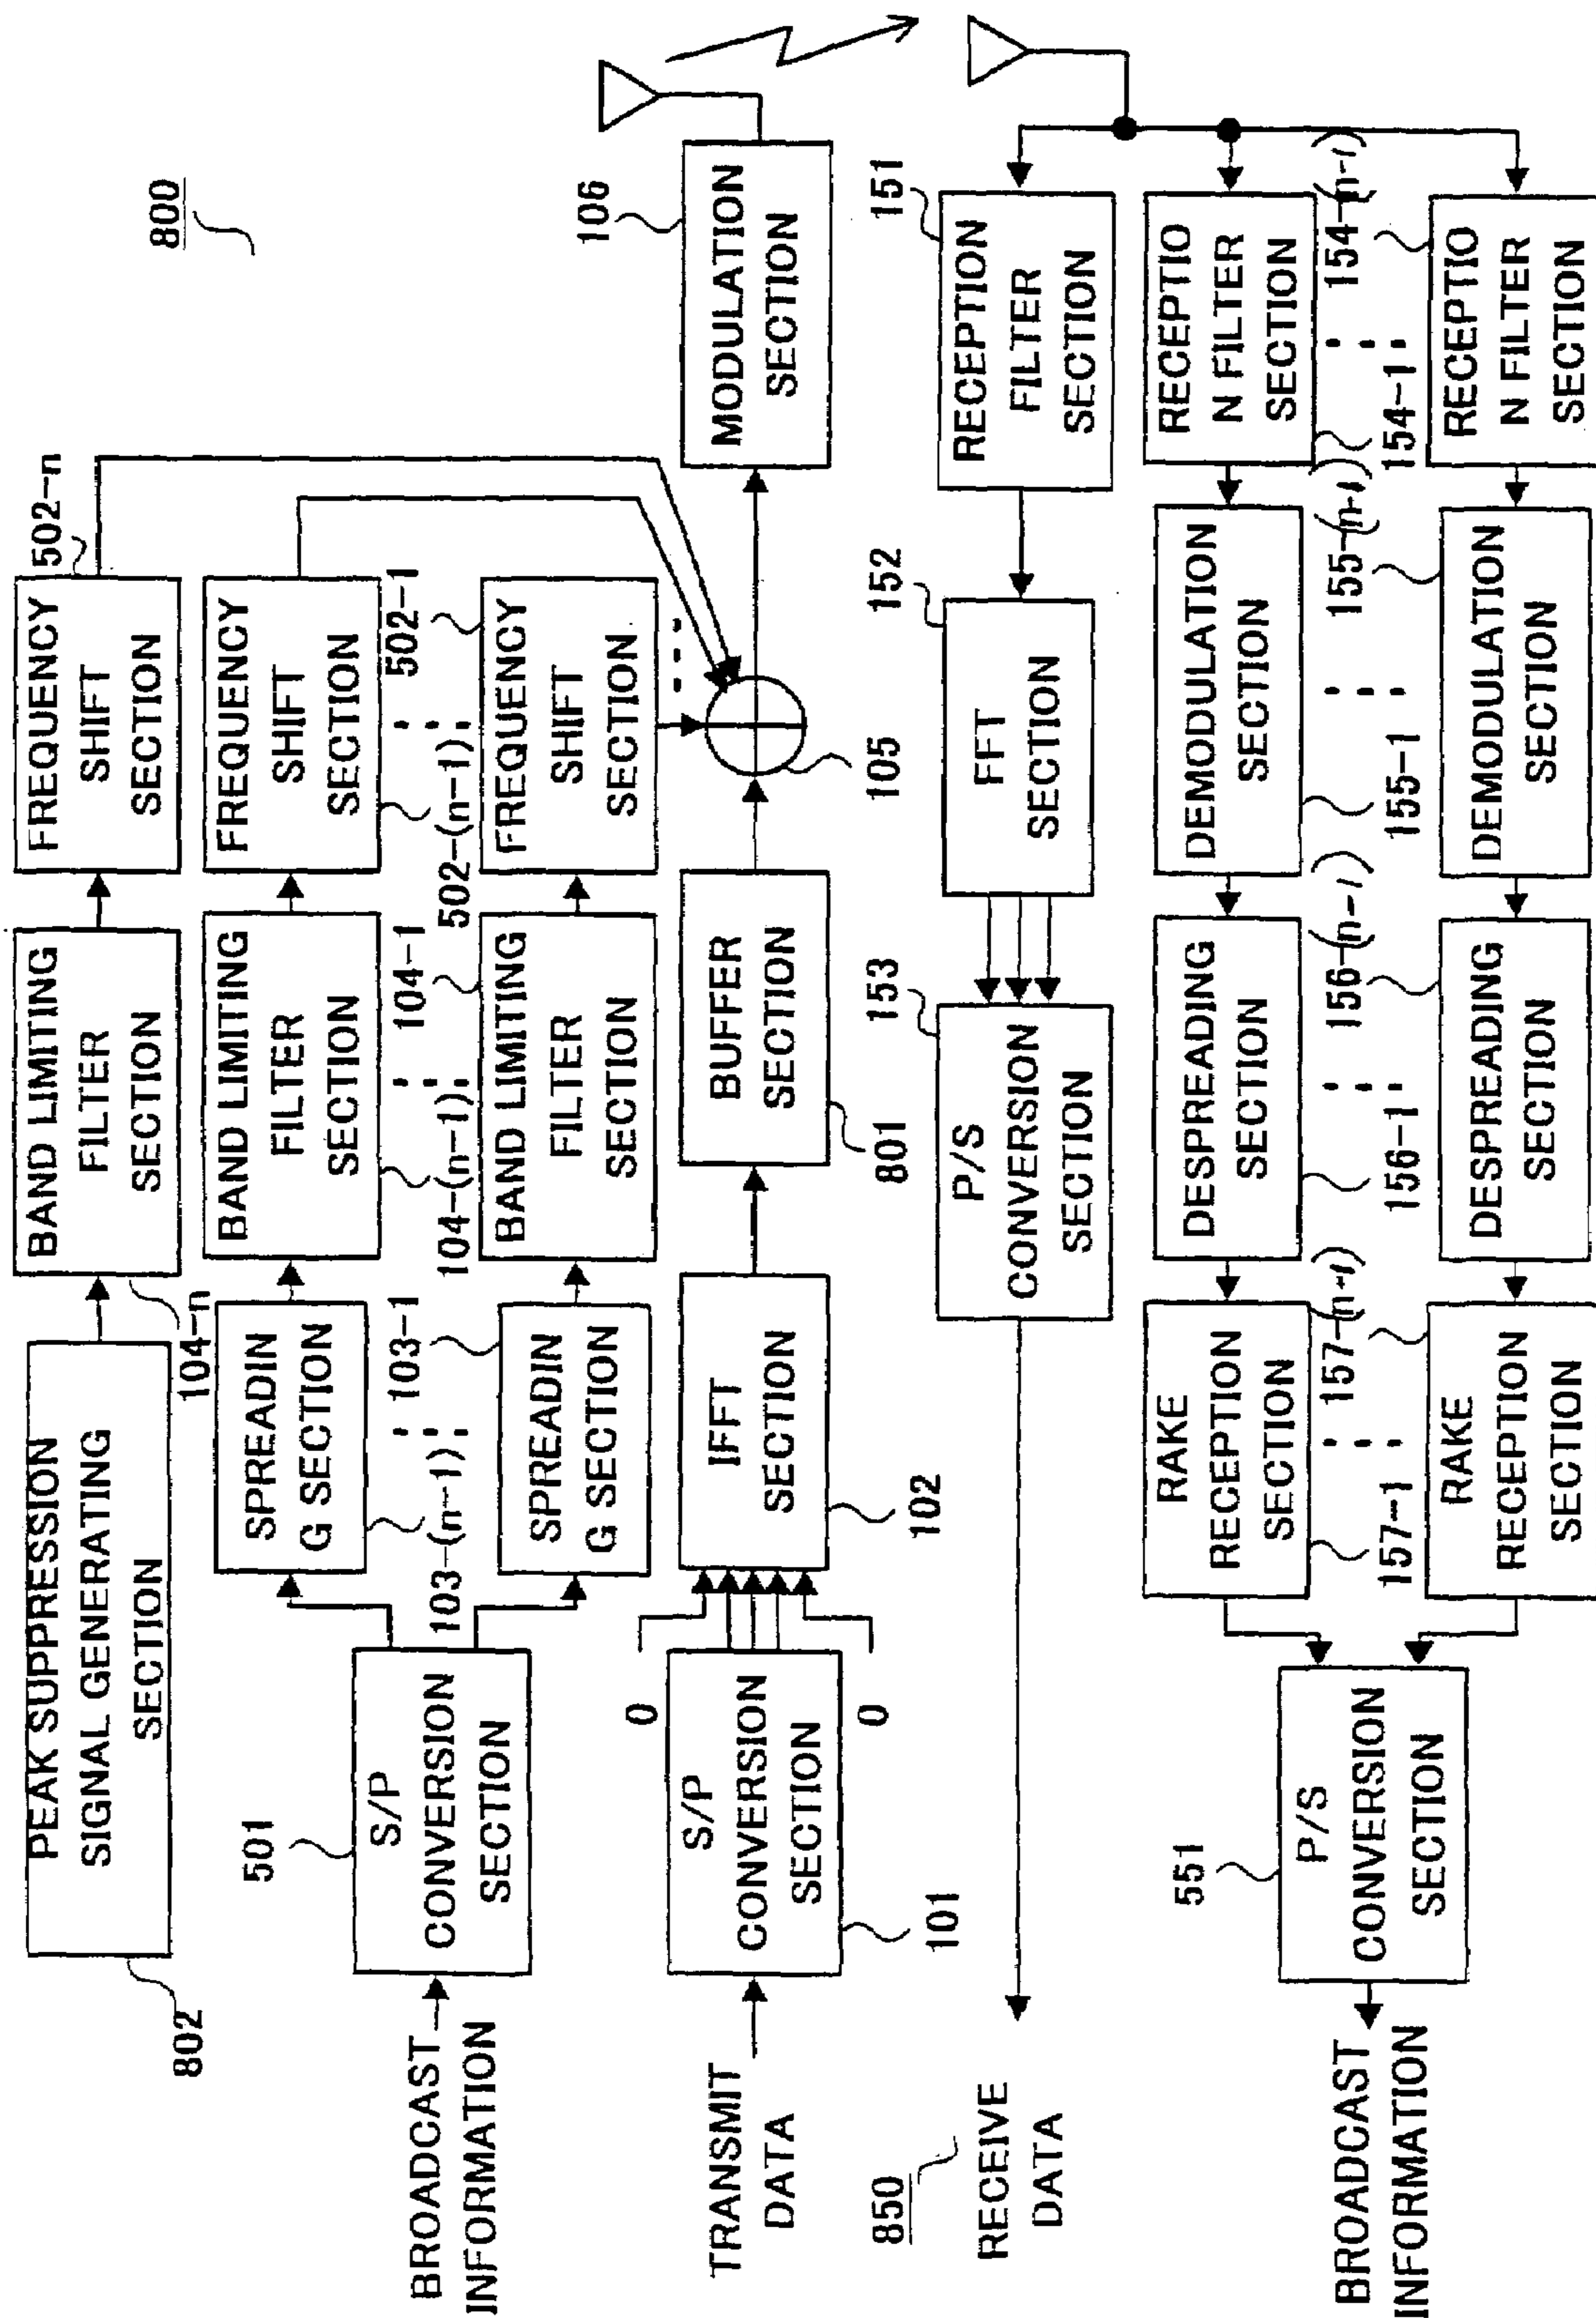 800
PEAK SUPPRESSION
SIGNAL GENERATING
SECTION
802
BAND LIMITING
FILTER
SECTION
104-n
FREQUENCY
SHIFT
SECTION
502-n
BROADCAST
INFORMATION
S/P
CONVERSION
SECTION
501
SPREADIN
G SECTION
103-(n-1)
BAND LIMITING
FILTER
SECTION
104-(n-1)
FREQUENCY
SHIFT
SECTION
502-(n-1)
SPREADIN
G SECTION
103-1
BAND LIMITING
FILTER
SECTION
104-1
FREQUENCY
SHIFT
SECTION
502-1
TRANSMIT
DATA
S/P
CONVERSION
SECTION
101
0
0
IFFT
SECTION
102
BUFFER
SECTION
801
105
MODULATION
SECTION
106
850
RECEIVE
DATA
P/S
CONVERSION
SECTION
153
FFT
SECTION
152
RECEPTION
FILTER
SECTION
151
BROADCAST
INFORMATION
P/S
CONVERSION
SECTION
551
RAKE
RECEPTION
SECTION
157-1
DESPREADING
SECTION
156-1
DEMODULATION
SECTION
155-1
RECEPTIO
N FILTER
SECTION
154-1
RAKE
RECEPTION
SECTION
157-(n-1)
DESPREADING
SECTION
156-(n-1)
DEMODULATION
SECTION
155-(n-1)
RECEPTIO
N FILTER
SECTION
154-(n-1)